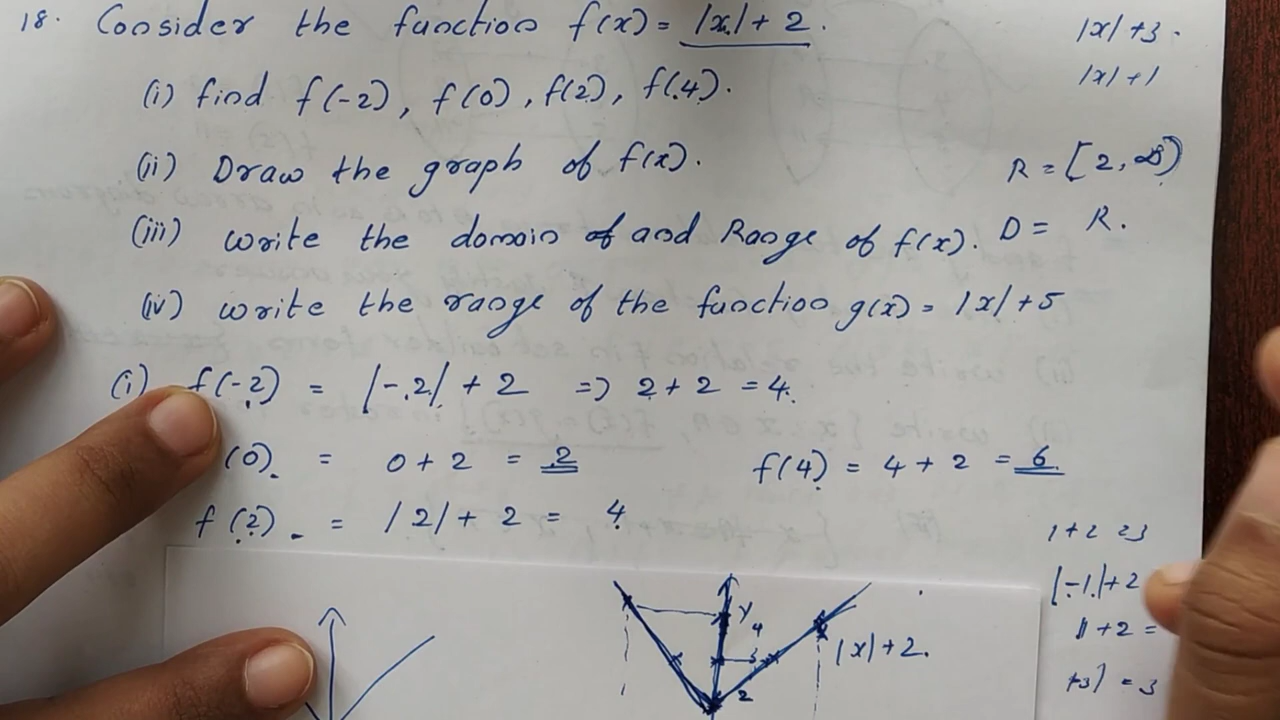 18. Consider the function f(x) = |x| + 2.
|x| + 3.
|x| + 1
(i) find f(-2), f(0), f(2), f(4).
(ii) Draw the graph of f(x).
R = [2, ∞)
(iii) write the domain of and Range of f(x). D = R.
(iv) write the range of the function g(x) = |x| + 5
(i) f(-2) = |-2| + 2 => 2 + 2 = 4.
(0) = 0 + 2 = 2
f(4) = 4 + 2 = 6
f(2) = |2| + 2 = 4
1 + 2 = 3
|-1| + 2
1 + 2 =
= 3
y
4
3
2
|x| + 2.